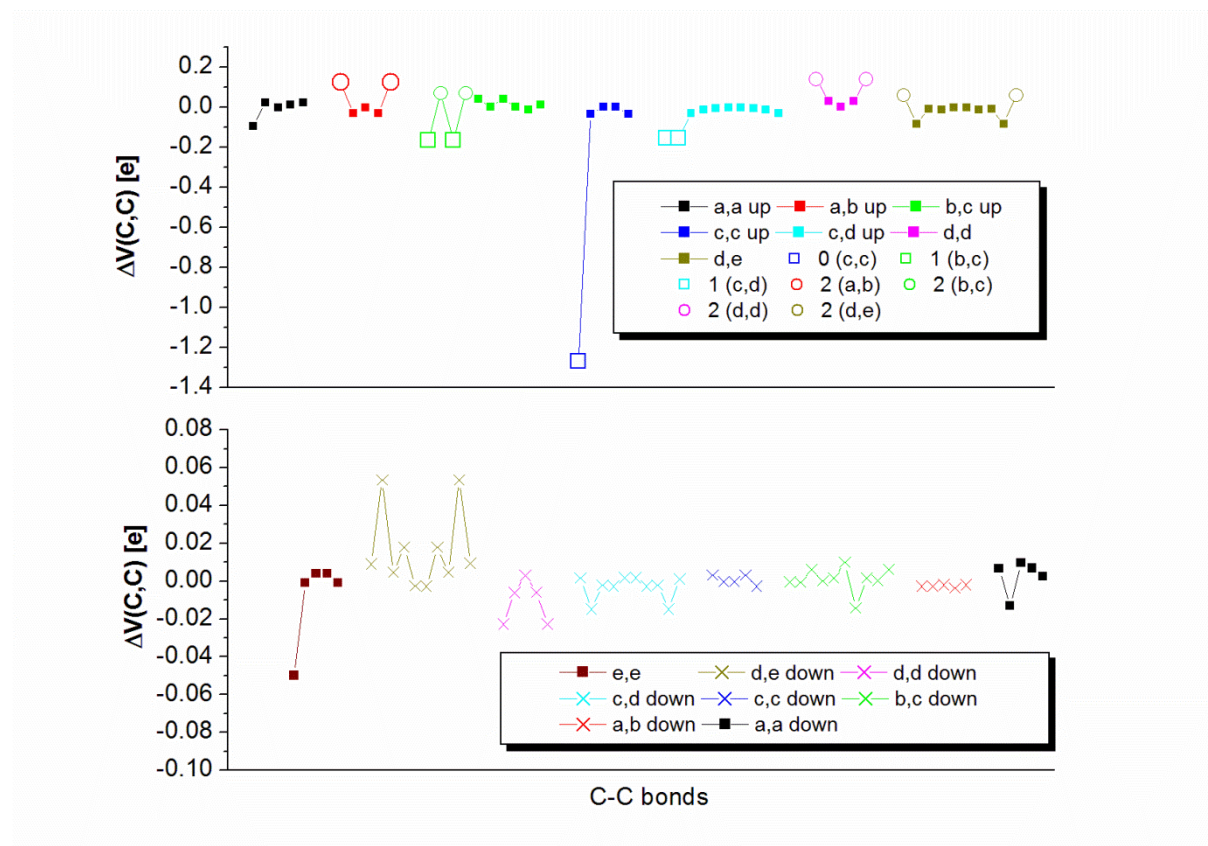 0.2
0.0
-0.2
-0.4
-0.6
-0.8
-1.0
-1.2
-1.4
ΔV(C,C) [e]
a,a up a,b up b,c up
c,c up c,d up d,d
d,e 0 (c,c) 1 (b,c)
1 (c,d) 2 (a,b) 2 (b,c)
2 (d,d) 2 (d,e)
0.08
0.06
0.04
0.02
0.00
-0.02
-0.04
-0.06
-0.08
-0.10
ΔV(C,C) [e]
e,e d,e down d,d down
c,d down c,c down b,c down
a,b down a,a down
C-C bonds